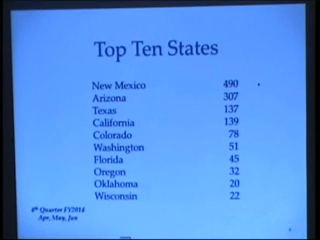 Top Ten States
New Mexico 490
Arizona 307
Texas 137
California 139
Colorado 78
Washington 51
Florida 45
Oregon 32
Oklahoma 20
Wisconsin 22
4th Quarter FY2014
Apr, May, Jun